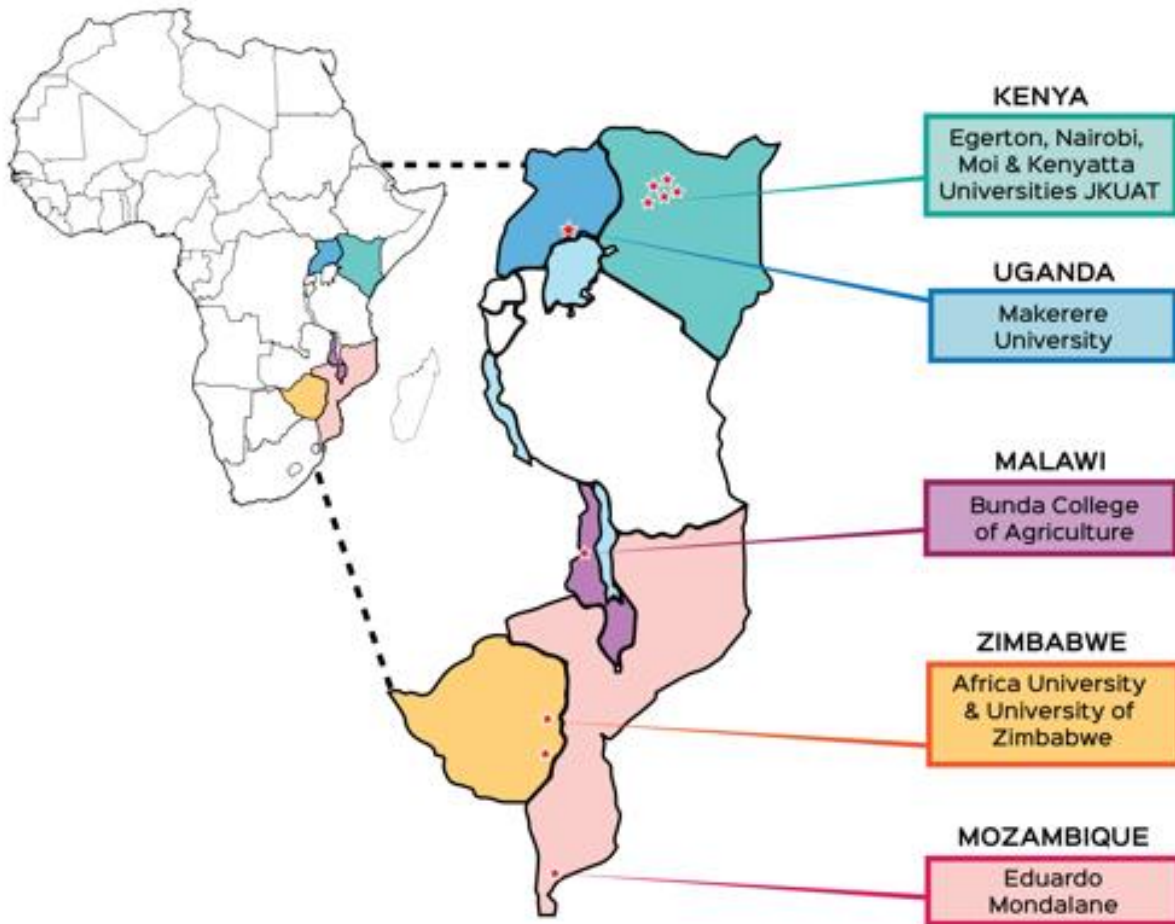 KENYA
Egerton, Nairobi,
Moi & Kenyatta
Universities JKUAT
UGANDA
Makerere
University
MALAWI
Bunda College
of Agriculture
ZIMBABWE
Africa University
& University of
Zimbabwe
MOZAMBIQUE
Eduardo
Mondalane